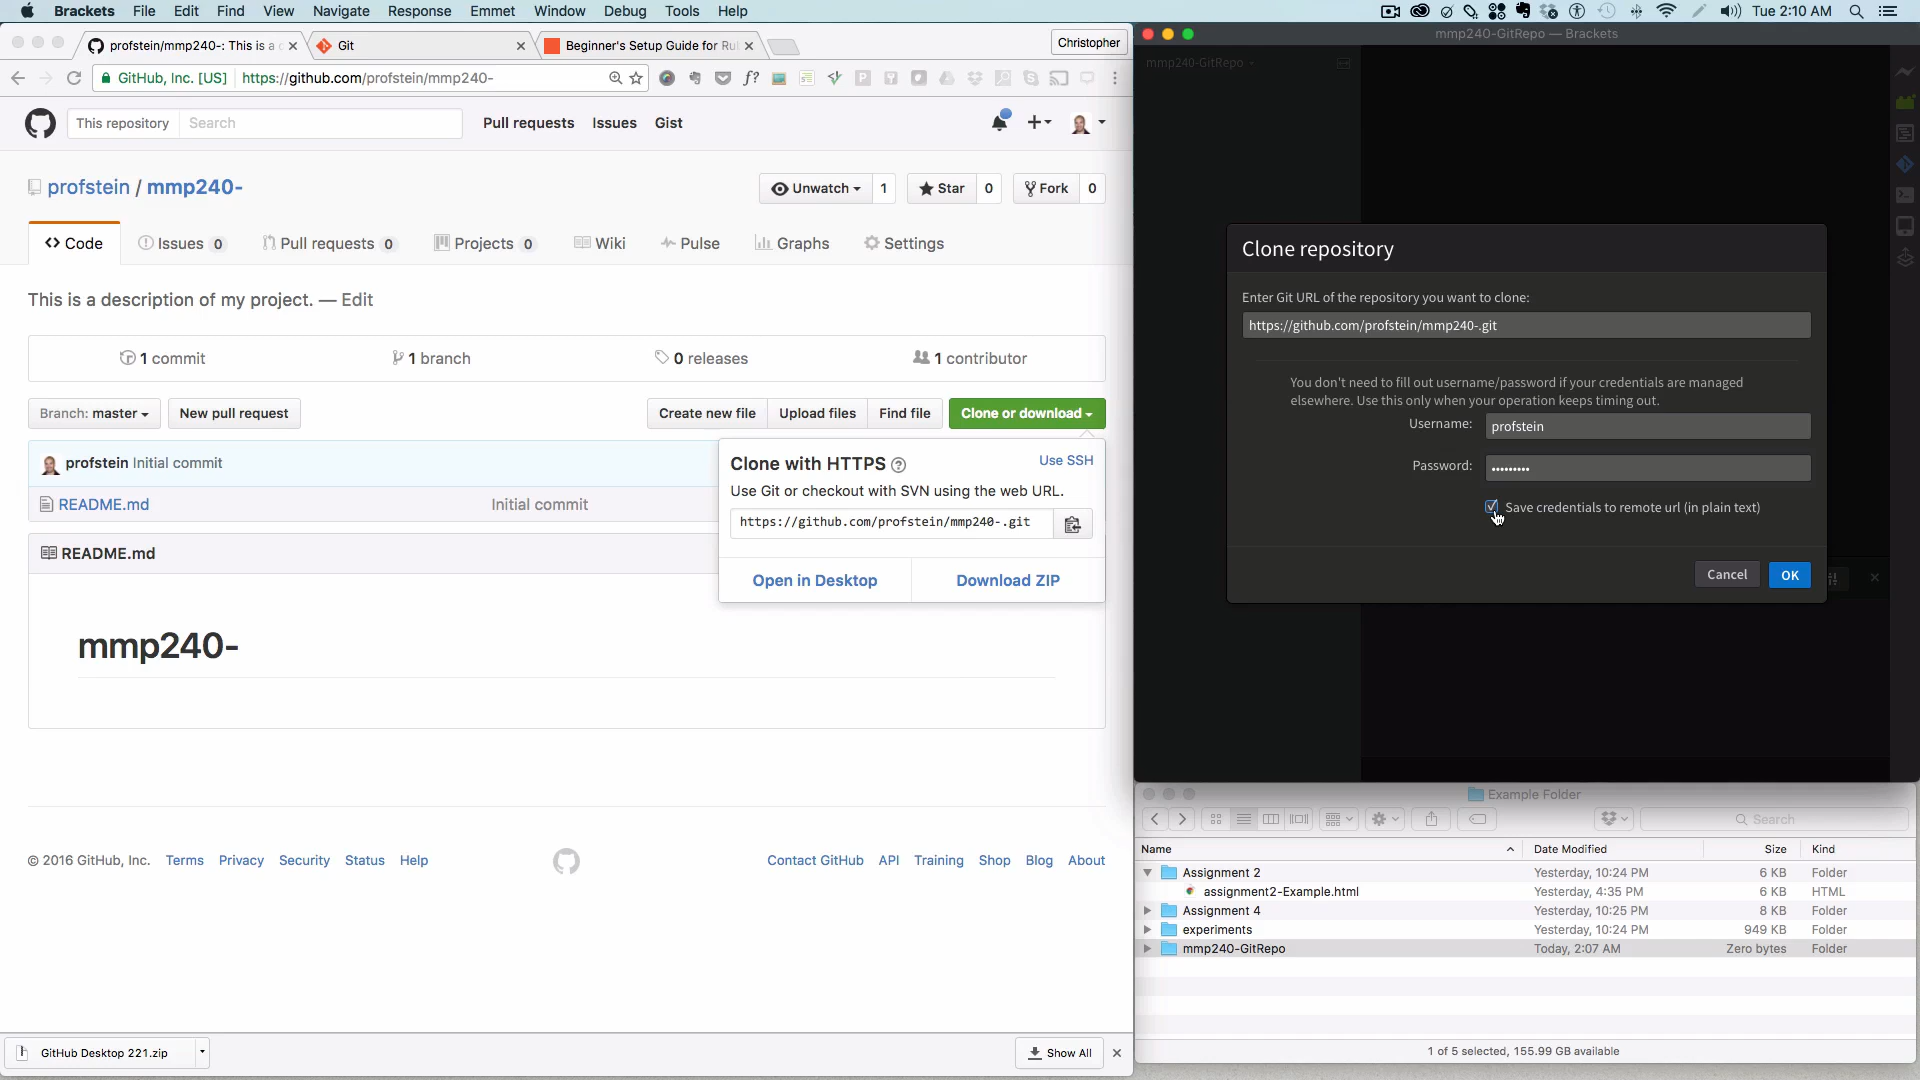 Brackets File Edit Find View Navigate Response Emmet Window Debug Tools Help
Tue 2:10 AM
profstein/mmp240-: This is a
Git
Beginner's Setup Guide for Ru
Christopher
GitHub, Inc. [US] https://github.com/profstein/mmp240-
This repository Search
Pull requests Issues Gist
profstein / mmp240-
Unwatch 1 Star 0 Fork 0
Code Issues 0 Pull requests 0 Projects 0 Wiki Pulse Graphs Settings
This is a description of my project. — Edit
1 commit 1 branch 0 releases 1 contributor
Branch: master New pull request Create new file Upload files Find file Clone or download
profstein Initial commit
README.md Initial commit
README.md
mmp240-
Clone with HTTPS ? Use SSH
Use Git or checkout with SVN using the web URL.
https://github.com/profstein/mmp240-.git
Open in Desktop Download ZIP
© 2016 GitHub, Inc. Terms Privacy Security Status Help
Contact GitHub API Training Shop Blog About
GitHub Desktop 221.zip
Show All
mmp240-GitRepo — Brackets
mmp240-GitRepo
Clone repository
Enter Git URL of the repository you want to clone:
https://github.com/profstein/mmp240-.git
You don't need to fill out username/password if your credentials are managed
elsewhere. Use this only when your operation keeps timing out.
Username: profstein
Password: •••••••••
Save credentials to remote url (in plain text)
Cancel OK
Example Folder
Search
Name Date Modified Size Kind
Assignment 2 Yesterday, 10:24 PM 6 KB Folder
assignment2-Example.html Yesterday, 4:35 PM 6 KB HTML
Assignment 4 Yesterday, 10:25 PM 8 KB Folder
experiments Yesterday, 10:24 PM 949 KB Folder
mmp240-GitRepo Today, 2:07 AM Zero bytes Folder
1 of 5 selected, 155.99 GB available